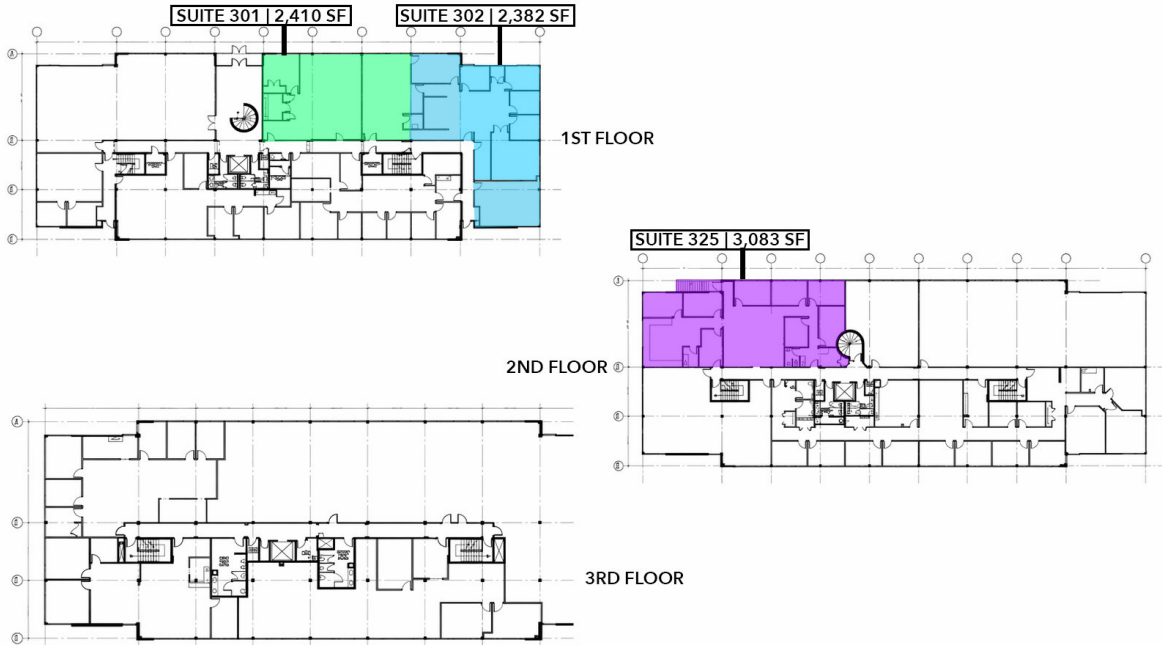 SUITE 301 | 2,410 SF
SUITE 302 | 2,382 SF
1ST FLOOR
SUITE 325 | 3,083 SF
2ND FLOOR
3RD FLOOR